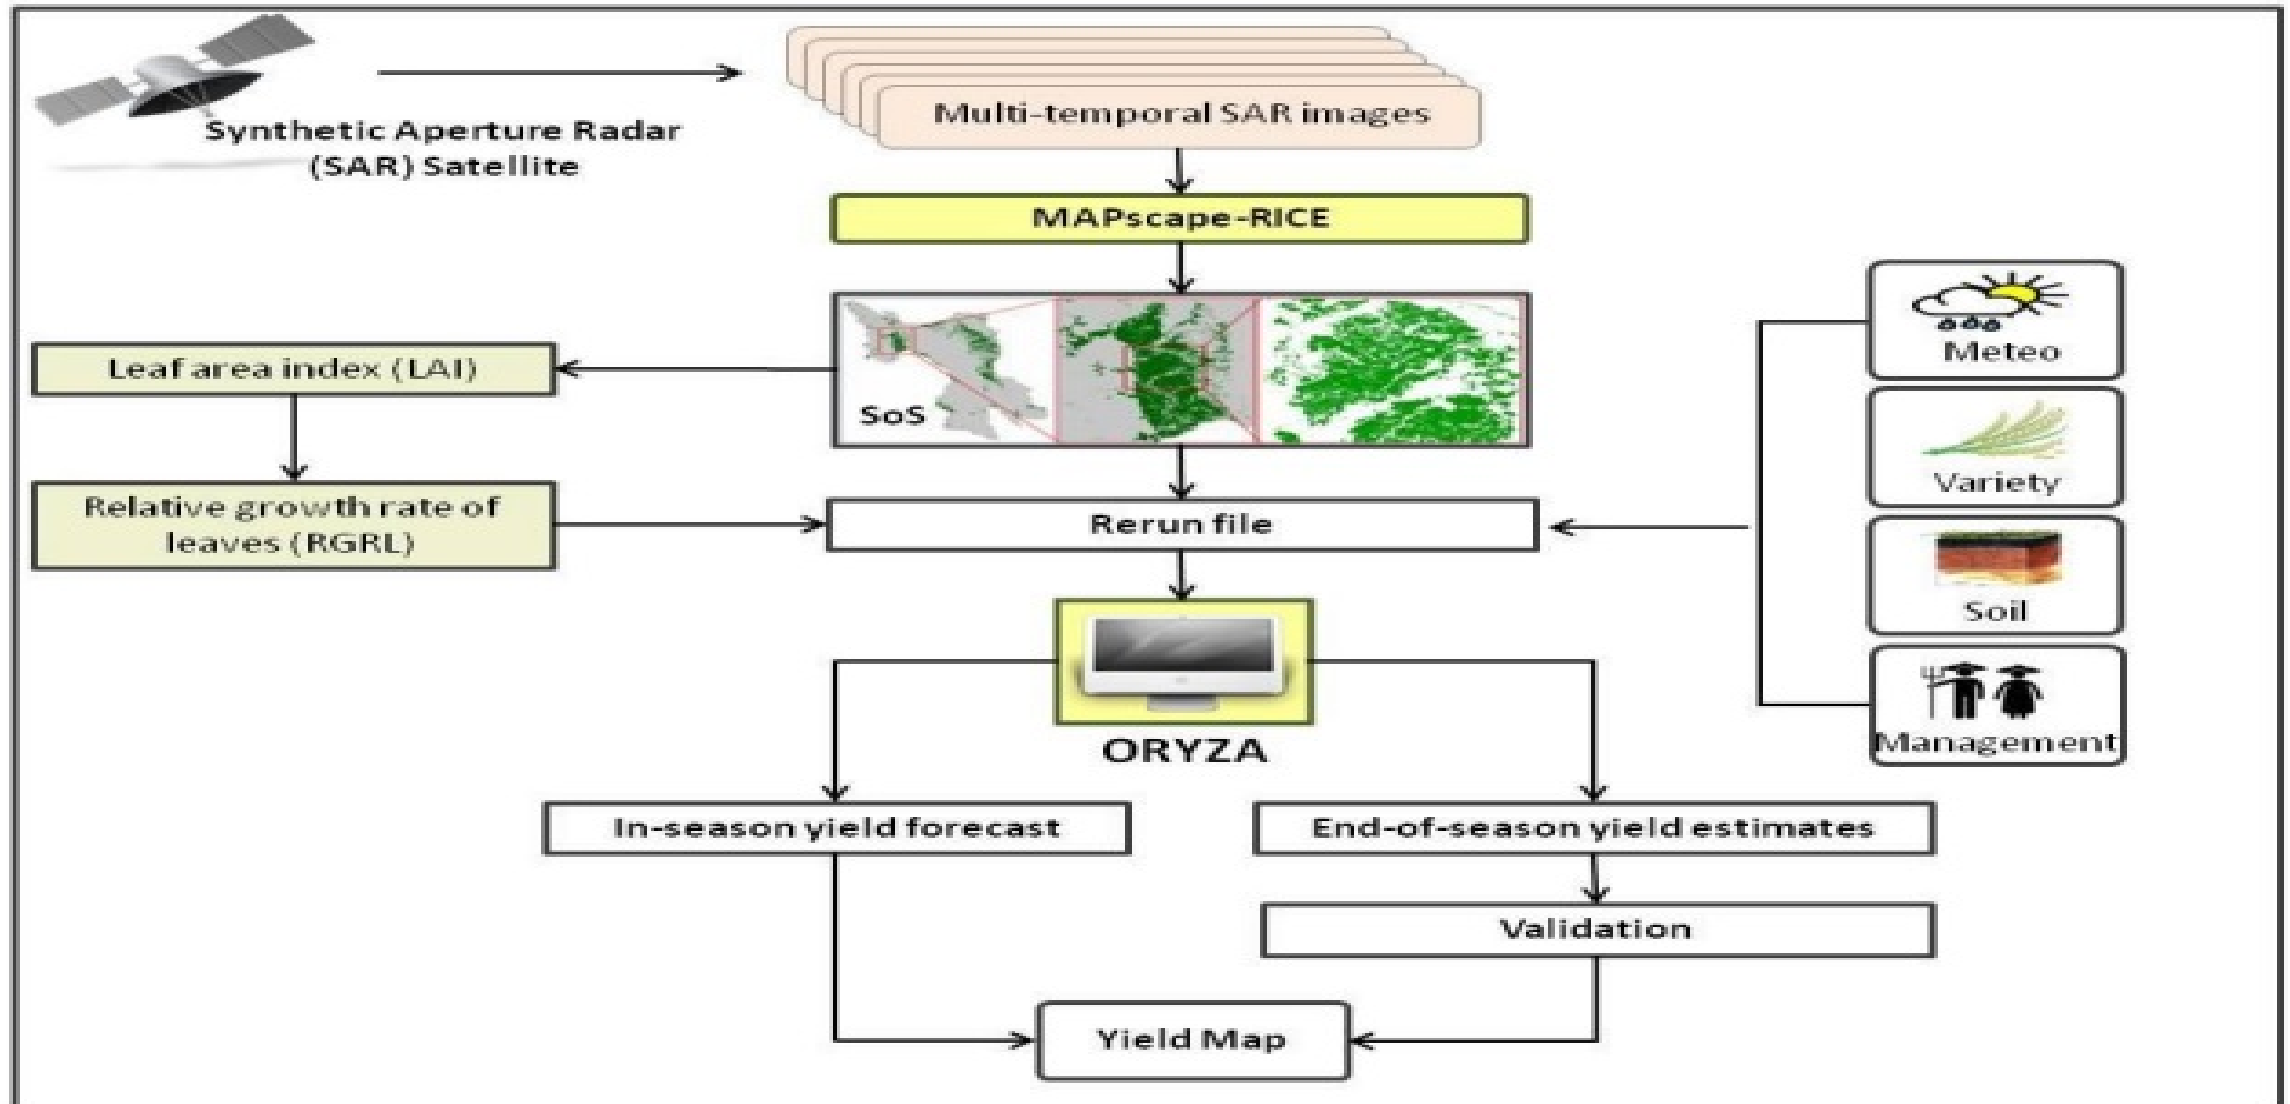 Synthetic Aperture Radar
(SAR) Satellite
Multi-temporal SAR images
MAPscape-RICE
SoS
Leaf area index (LAI)
Relative growth rate of
leaves (RGRL)
Rerun file
Meteo
Variety
Soil
Management
ORYZA
In-season yield forecast
End-of-season yield estimates
Validation
Yield Map